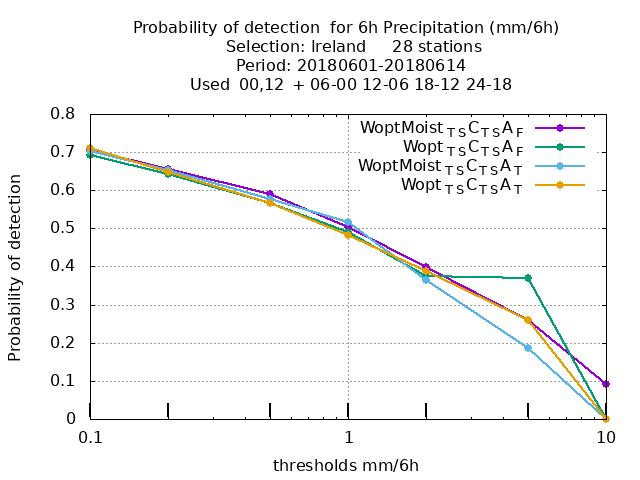 Probability of detection  for 6h Precipitation (mm/6h)
Selection: Ireland     28 stations
Period: 20180601-20180614
Used  00,12  + 06-00 12-06 18-12 24-18
WoptMoist TS C TS A F
Wopt TS C TS A F
WoptMoist TS C TS A T
Wopt TS C TS A T
Probability of detection
0.8
0.7
0.6
0.5
0.4
0.3
0.2
0.1
0
0.1
1
10
thresholds mm/6h